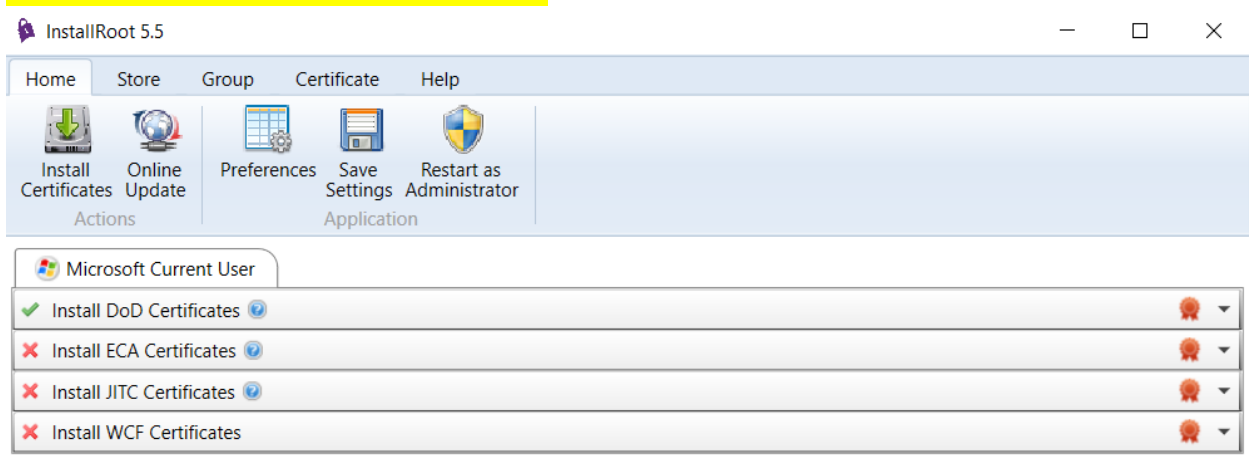 InstallRoot 5.5
Home Store Group Certificate Help
Install Certificates
Online Update
Preferences
Save Settings
Restart as Administrator
Actions
Application
Microsoft Current User
Install DoD Certificates
Install ECA Certificates
Install JITC Certificates
Install WCF Certificates